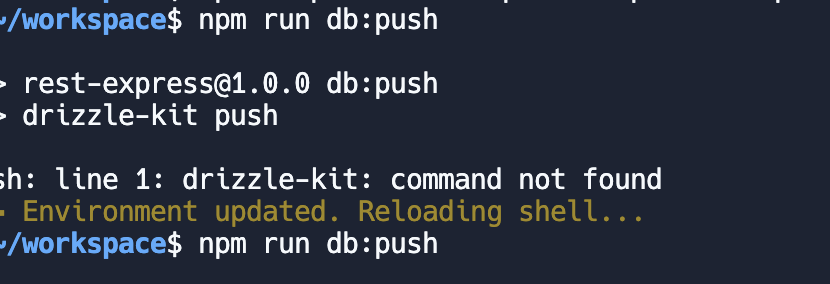 ~/workspace$ npm run db:push
> rest-express@1.0.0 db:push
> drizzle-kit push
sh: line 1: drizzle-kit: command not found
Environment updated. Reloading shell...
~/workspace$ npm run db:push